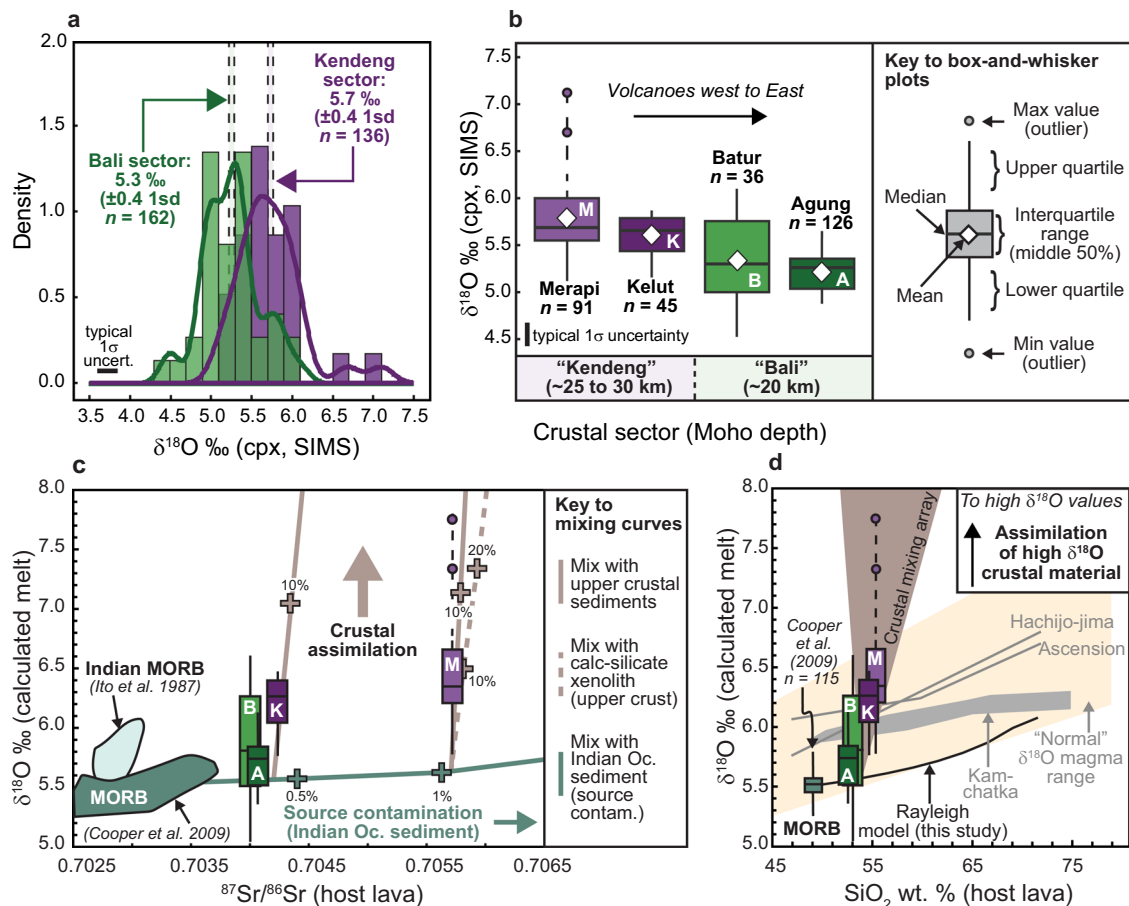 a
Density
2.0
1.5
1.0
0.5
0.0
Kendeng
sector:
5.7 ‰
(±0.4 1sd
n = 136)
Bali sector:
5.3 ‰
(±0.4 1sd
n = 162)
typical
1σ
uncert.
3.5 4.5 5.0 5.5 6.0 6.5 7.0 7.5
δ18O ‰ (cpx, SIMS)
b
δ18O ‰ (cpx, SIMS)
7.5
7.0
6.5
6.0
5.5
5.0
4.5
Volcanoes west to East
M
Merapi
n = 91
K
Kelut
n = 45
Batur
n = 36
B
Agung
n = 126
A
typical 1σ uncertainty
“Kendeng”
(~25 to 30 km)
“Bali”
(~20 km)
Crustal sector (Moho depth)
Key to box-and-whisker
plots
Max value
(outlier)
Upper quartile
Median
Interquartile
range
(middle 50%)
Mean
Lower quartile
Min value
(outlier)
c
δ18O ‰ (calculated melt)
8.0
7.5
7.0
6.5
6.0
5.5
5.0
10%
20%
10%
10%
Crustal
assimilation
Indian MORB
(Ito et al. 1987)
B
K
M
A
MORB
(Cooper et al. 2009)
0.5%
1%
Source contamination
(Indian Oc. sediment)
0.7025 0.7035 0.7045 0.7055 0.7065
87Sr/86Sr (host lava)
Key to
mixing curves
Mix with
upper crustal
sediments
Mix with
calc-silicate
xenolith
(upper crust)
Mix with
Indian Oc.
sediment
(source
contam.)
d
δ18O ‰ (calculated melt)
8.0
7.5
7.0
6.5
6.0
5.5
5.0
To high δ18O values
Assimilation
of high δ18O
crustal material
Crustal mixing array
Cooper
et al.
(2009)
n = 115
Hachijo-jima
Ascension
M
K
B
A
MORB
Kam-
chatka
“Normal”
δ18O magma
range
Rayleigh
model (this study)
45 55 65 75
SiO2 wt. % (host lava)